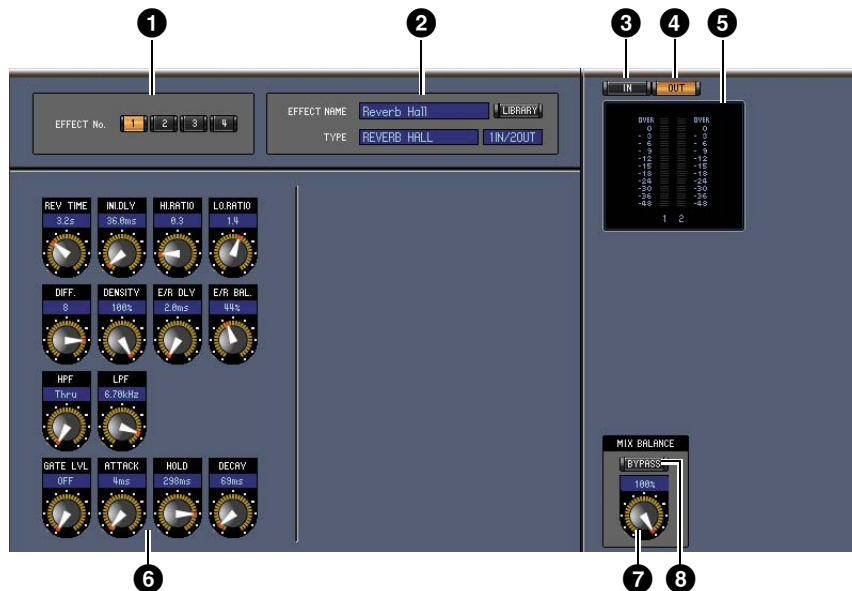 1 2 3 4 5
IN OUT
EFFECT No. 1 2 3 4
EFFECT NAME Reverb Hall LIBRARY
TYPE REVERB HALL 1IN/2OUT
OVER OVER
0 0
- 3 - 3
- 6 - 6
- 9 - 9
-12 -12
-15 -15
-18 -18
-24 -24
-30 -30
-36 -36
-48 -48
1 2
REV TIME INI.DLY HI.RATIO LO.RATIO
3.2s 36.0ms 0.3 1.4
DIFF. DENSITY E/R DLY E/R BAL.
8 100% 2.0ms 44%
HPF LPF
Thru 6.70kHz
GATE LVL ATTACK HOLD DECAY
OFF 4ms 298ms 69ms
MIX BALANCE
BYPASS
100%
6 7 8